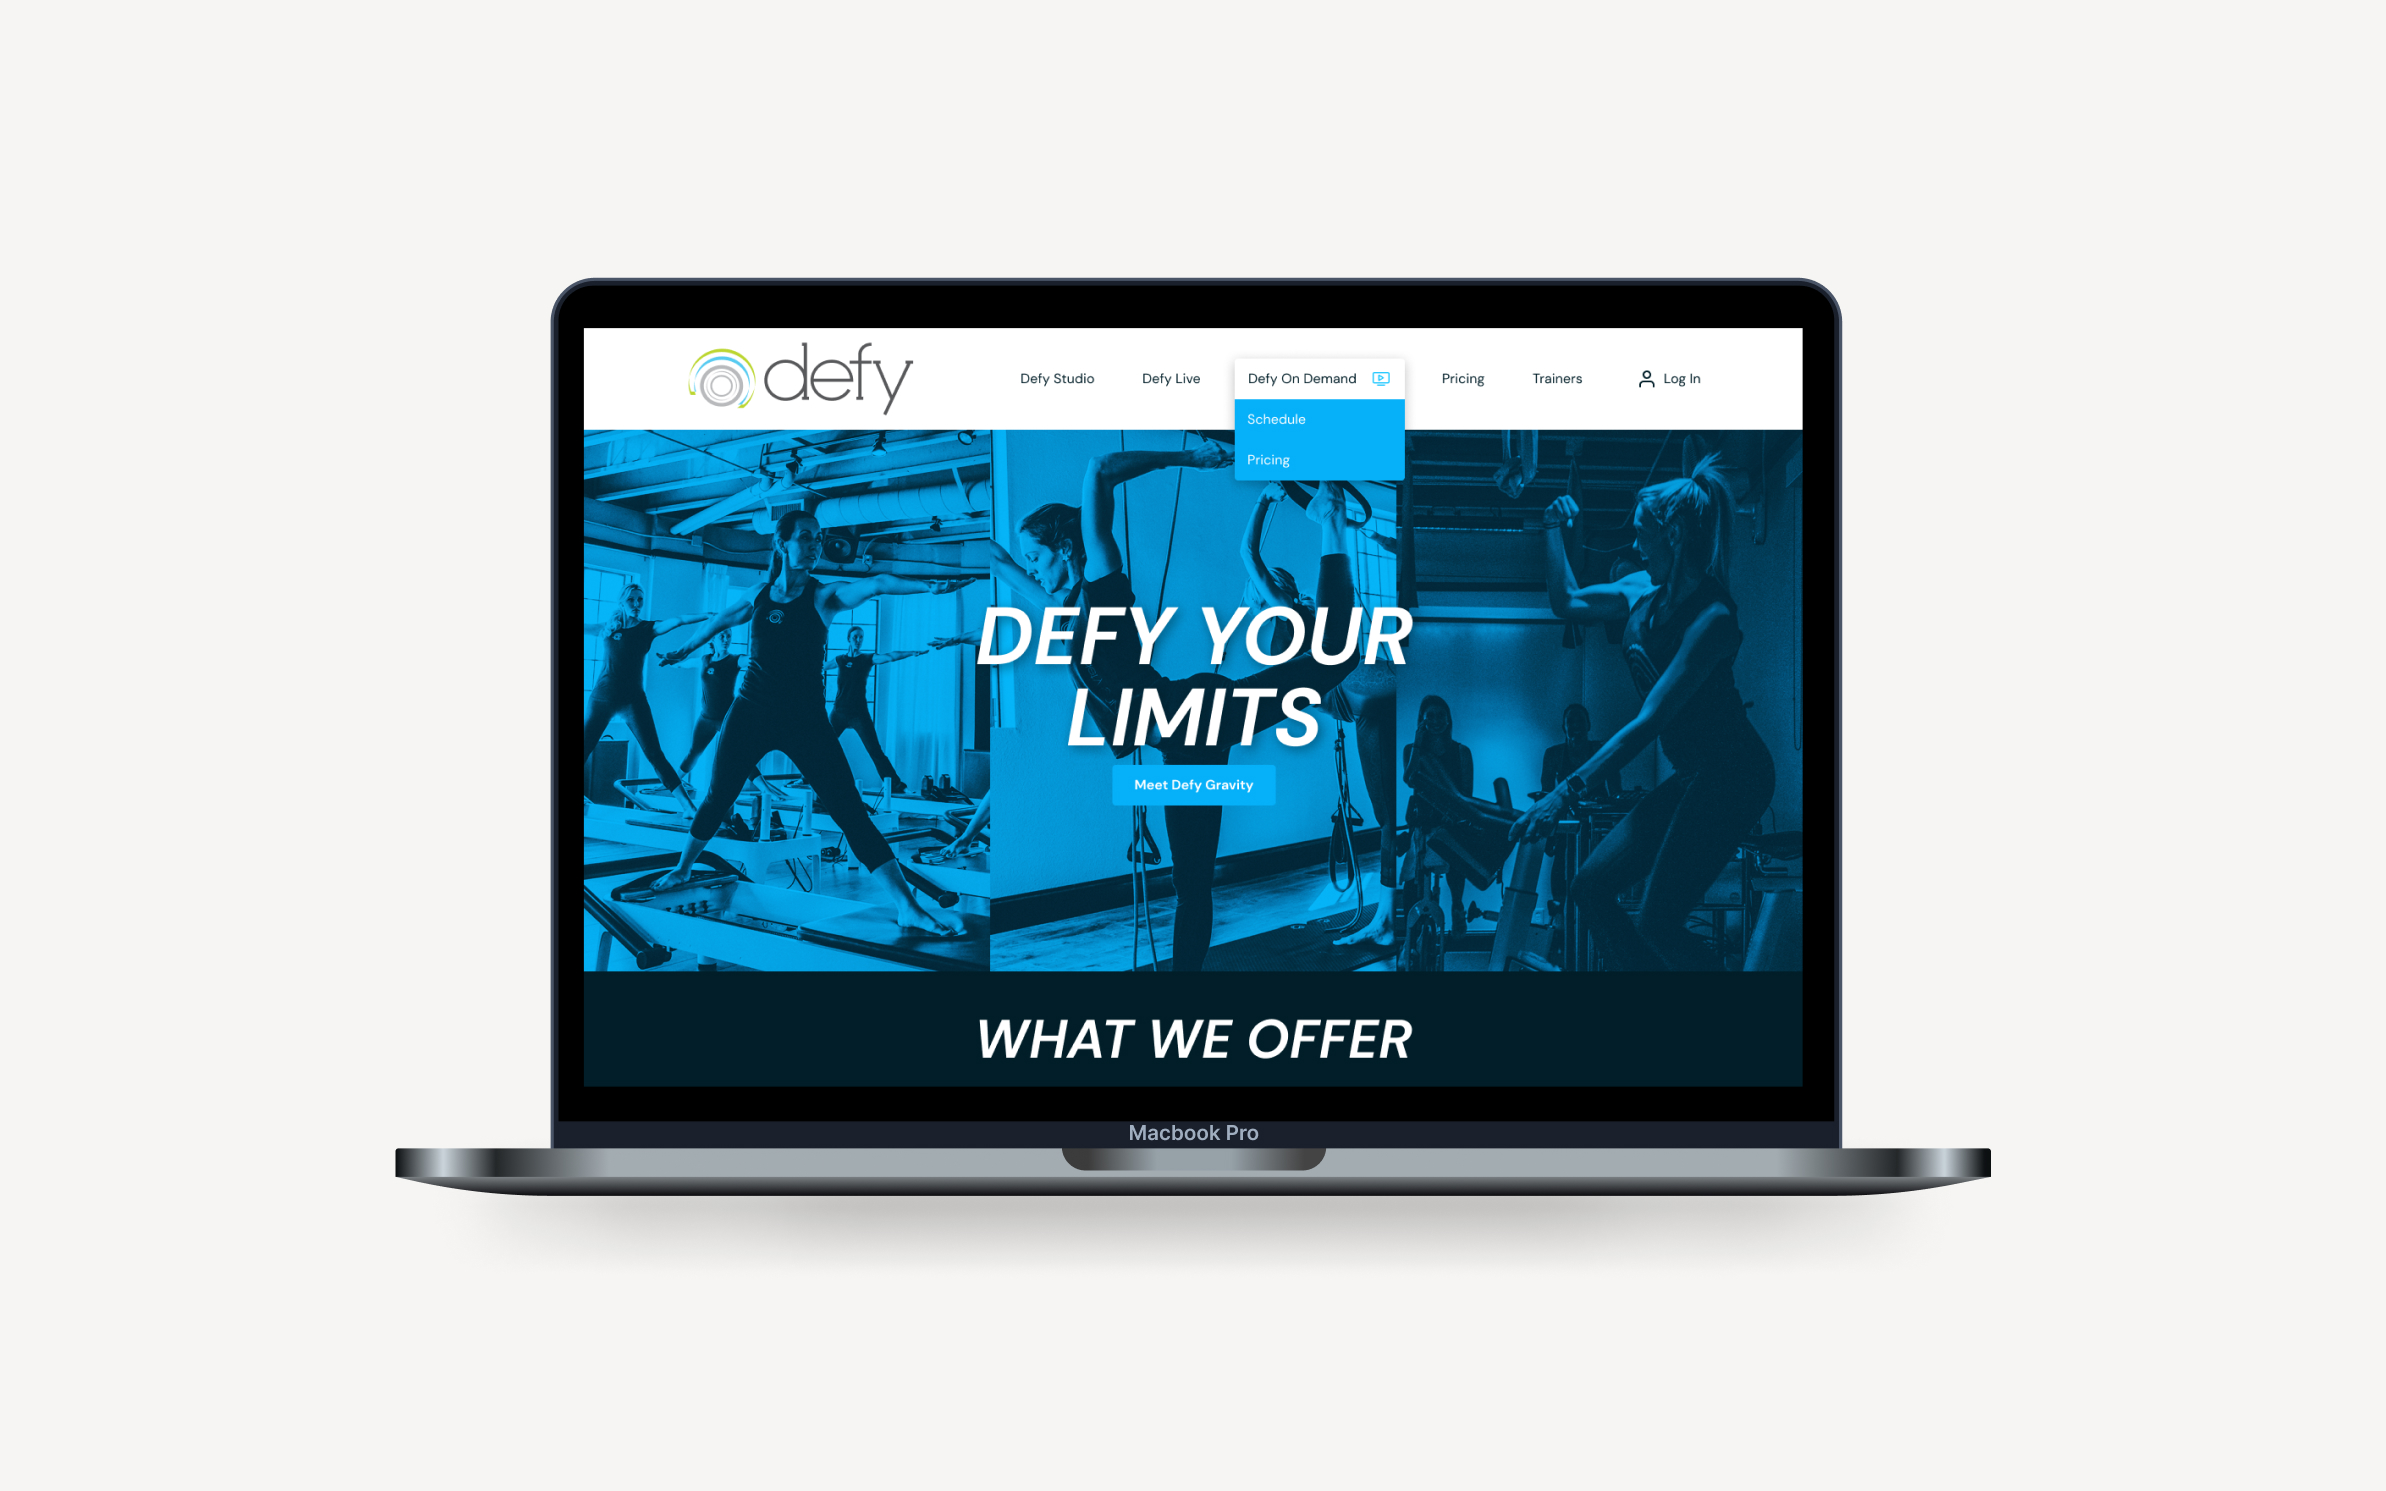 defy
Defy Studio
Defy Live
Defy On Demand
Pricing
Trainers
Log In
Schedule
Pricing
DEFY YOUR
LIMITS
Meet Defy Gravity
WHAT WE OFFER
Macbook Pro